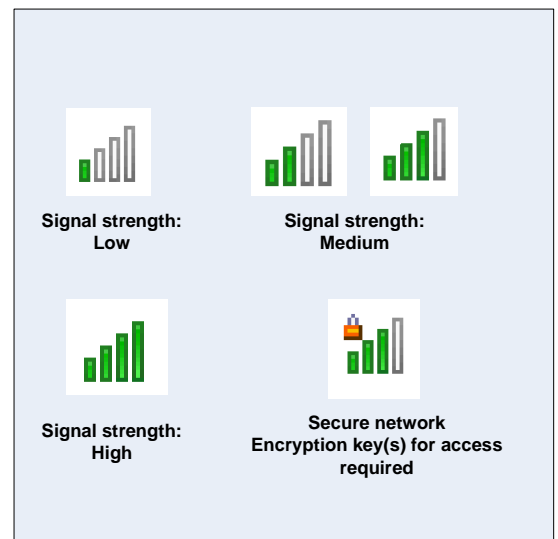 Signal strength:
Low
Signal strength:
Medium
Signal strength:
High
Secure network
Encryption key(s) for access
required